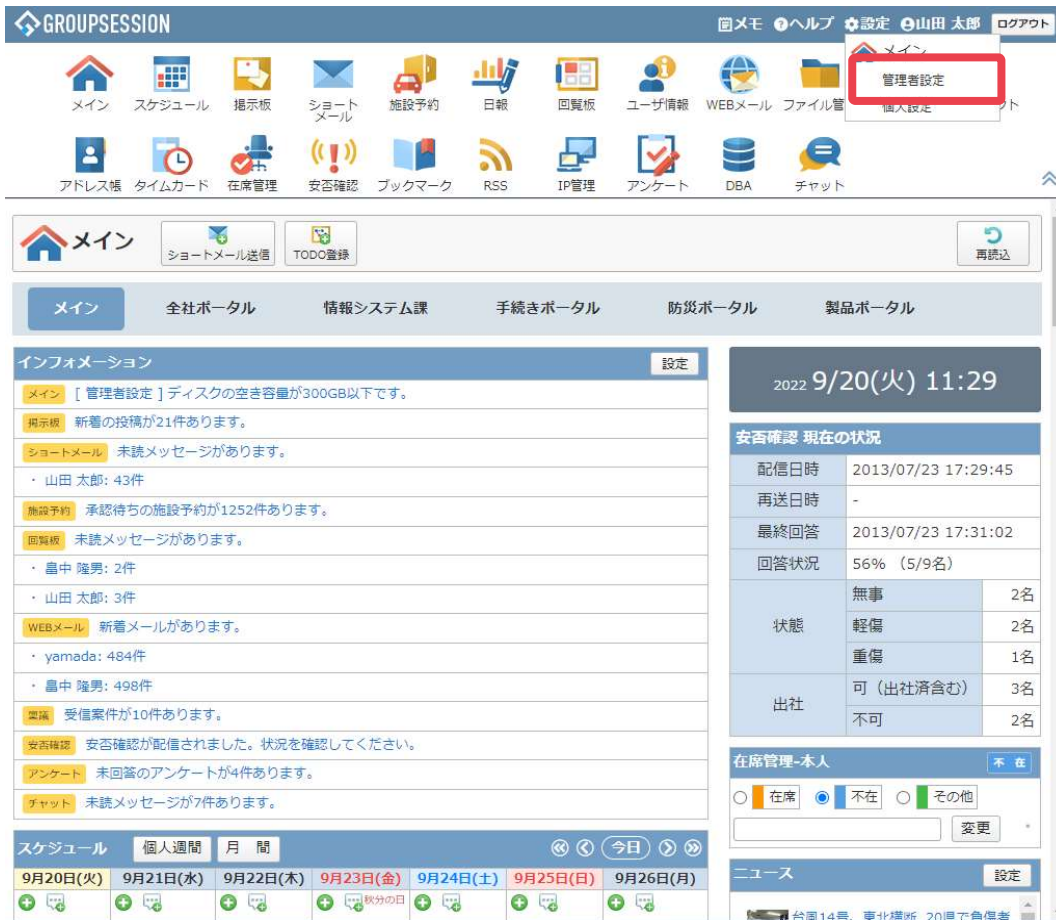 GROUPSESSION
メモ ヘルプ 設定 山田 太郎 ログアウト
メイン
管理者設定
個人設定
メイン スケジュール 掲示板 ショートメール 施設予約 日報 回覧板 ユーザ情報 WEBメール ファイル管
アドレス帳 タイムカード 在席管理 安否確認 ブックマーク RSS IP管理 アンケート DBA チャット
メイン ショートメール送信 TODO登録 再読込
メイン 全社ポータル 情報システム課 手続きポータル 防災ポータル 製品ポータル
インフォメーション 設定
メイン [ 管理者設定 ] ディスクの空き容量が300GB以下です。
掲示板 新着の投稿が21件あります。
ショートメール 未読メッセージがあります。
・ 山田 太郎: 43件
施設予約 承認待ちの施設予約が1252件あります。
回覧板 未読メッセージがあります。
・ 畠中 隆男: 2件
・ 山田 太郎: 3件
WEBメール 新着メールがあります。
・ yamada: 484件
・ 畠中 隆男: 498件
稟議 受信案件が10件あります。
安否確認 安否確認が配信されました。状況を確認してください。
アンケート 未回答のアンケートが4件あります。
チャット 未読メッセージが7件あります。
スケジュール 個人週間 月 間 今日
9月20日(火) 9月21日(水) 9月22日(木) 9月23日(金) 9月24日(土) 9月25日(日) 9月26日(月)
秋分の日
2022 9/20(火) 11:29
安否確認 現在の状況
配信日時 2013/07/23 17:29:45
再送日時 -
最終回答 2013/07/23 17:31:02
回答状況 56% (5/9名)
状態 無事 2名
軽傷 2名
重傷 1名
出社 可（出社済含む） 3名
不可 2名
在席管理-本人 不 在
在席 不在 その他
変更
ニュース 設定
台風14号、東北横断 20県で負傷者